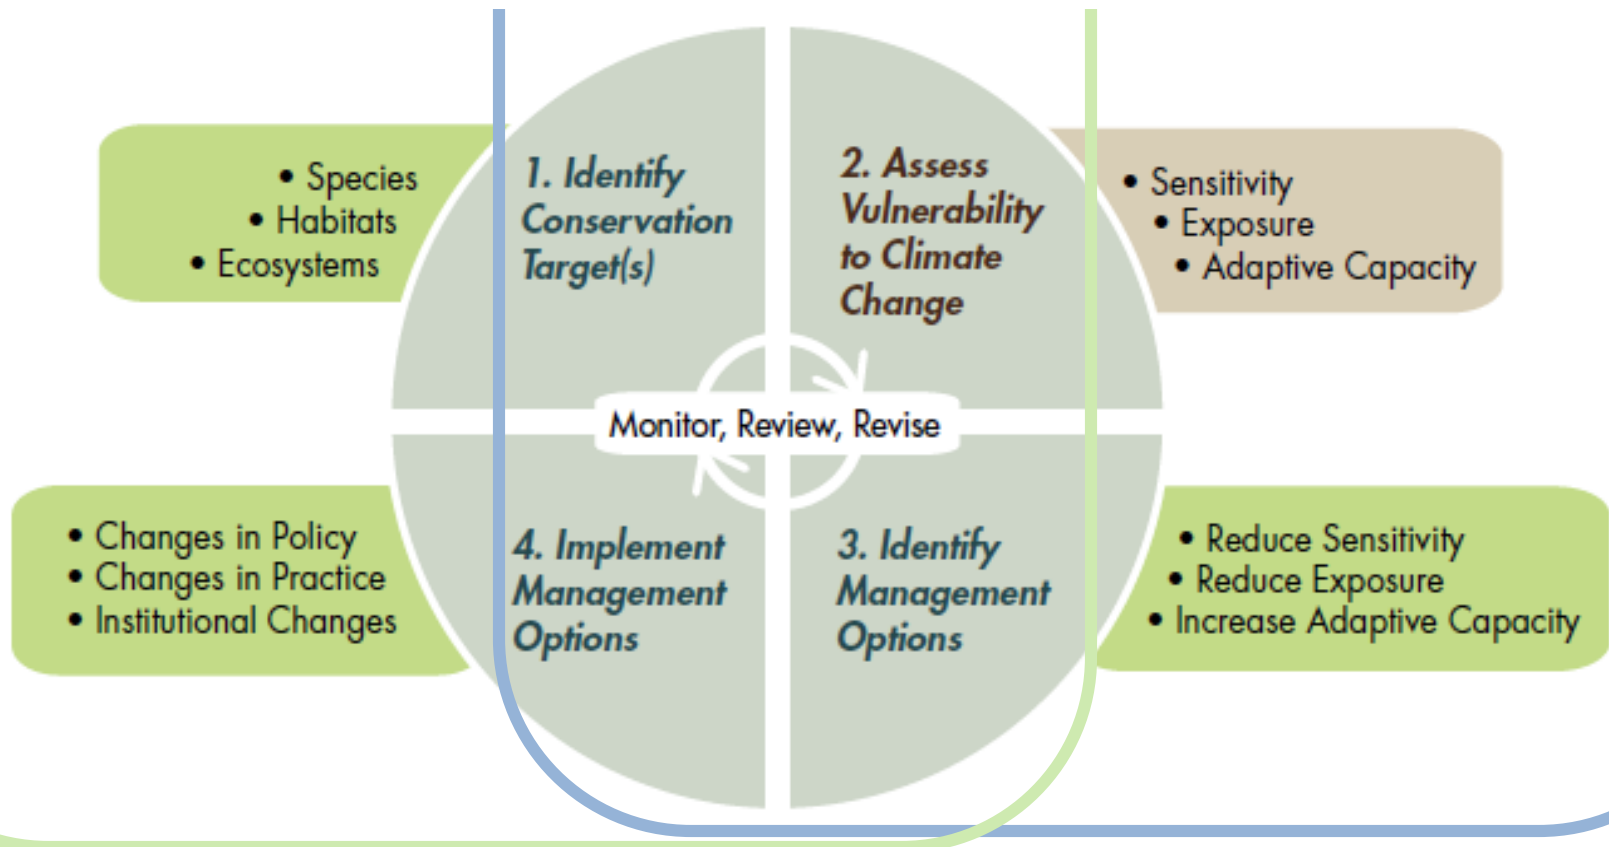 • Species
• Habitats
• Ecosystems
1. Identify
Conservation
Target(s)
2. Assess
Vulnerability
to Climate
Change
• Sensitivity
• Exposure
• Adaptive Capacity
Monitor, Review, Revise
• Changes in Policy
• Changes in Practice
• Institutional Changes
4. Implement
Management
Options
3. Identify
Management
Options
• Reduce Sensitivity
• Reduce Exposure
• Increase Adaptive Capacity